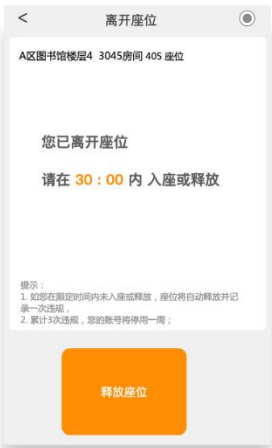 <
离开座位
A区图书馆楼层4 3045房间 405 座位
您已离开座位
请在 30：00 内 入座或释放
提示：
1. 如您在限定时间内未入座或释放，座位将自动释放并记
录一次违规，
2. 累计3次违规，您的账号将停用一周；
释放座位